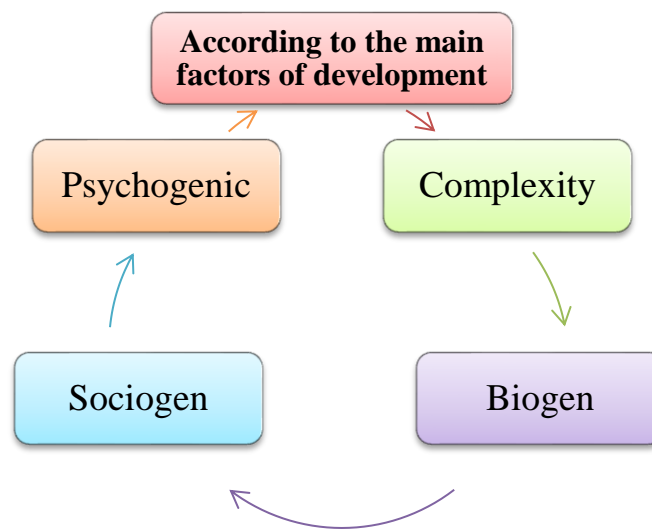 According to the main
factors of development
Psychogenic
Complexity
Sociogen
Biogen